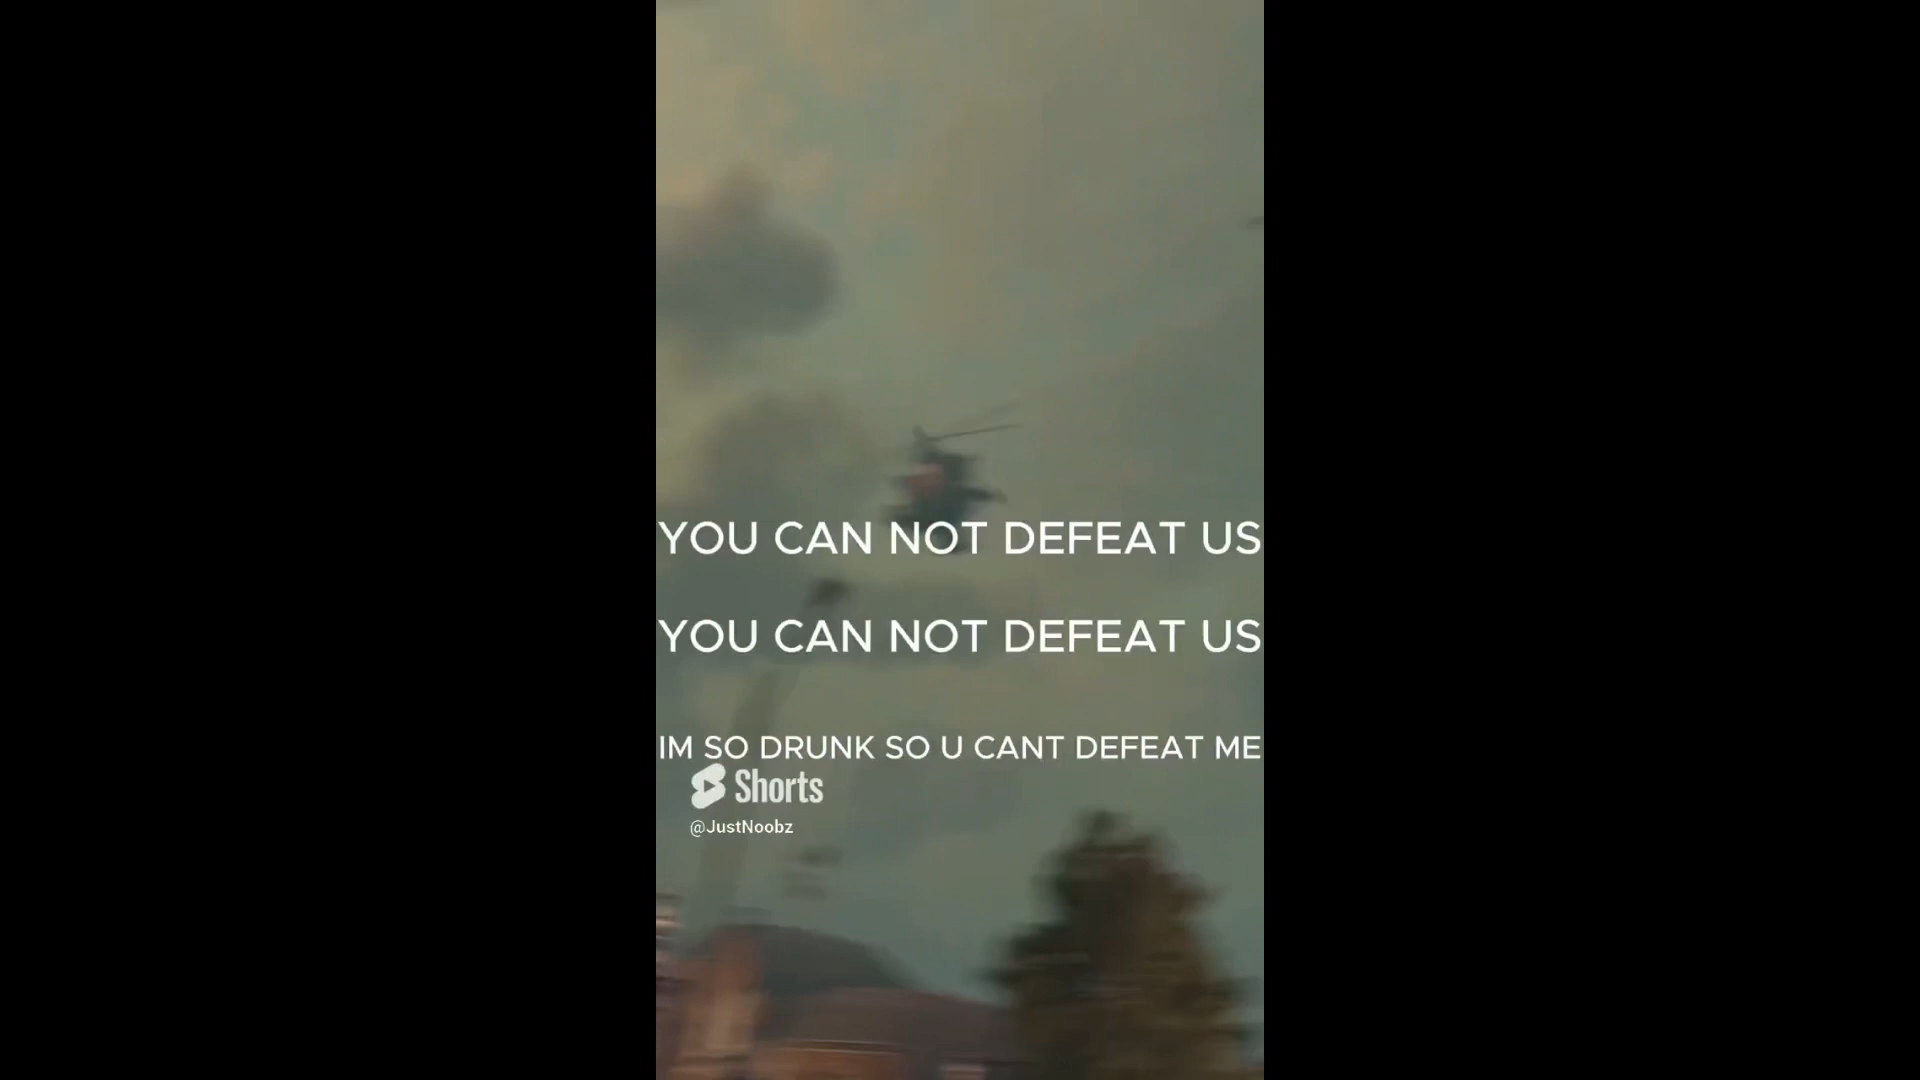 YOU CAN NOT DEFEAT US
YOU CAN NOT DEFEAT US
IM SO DRUNK SO U CANT DEFEAT ME
Shorts
@JustNoobz